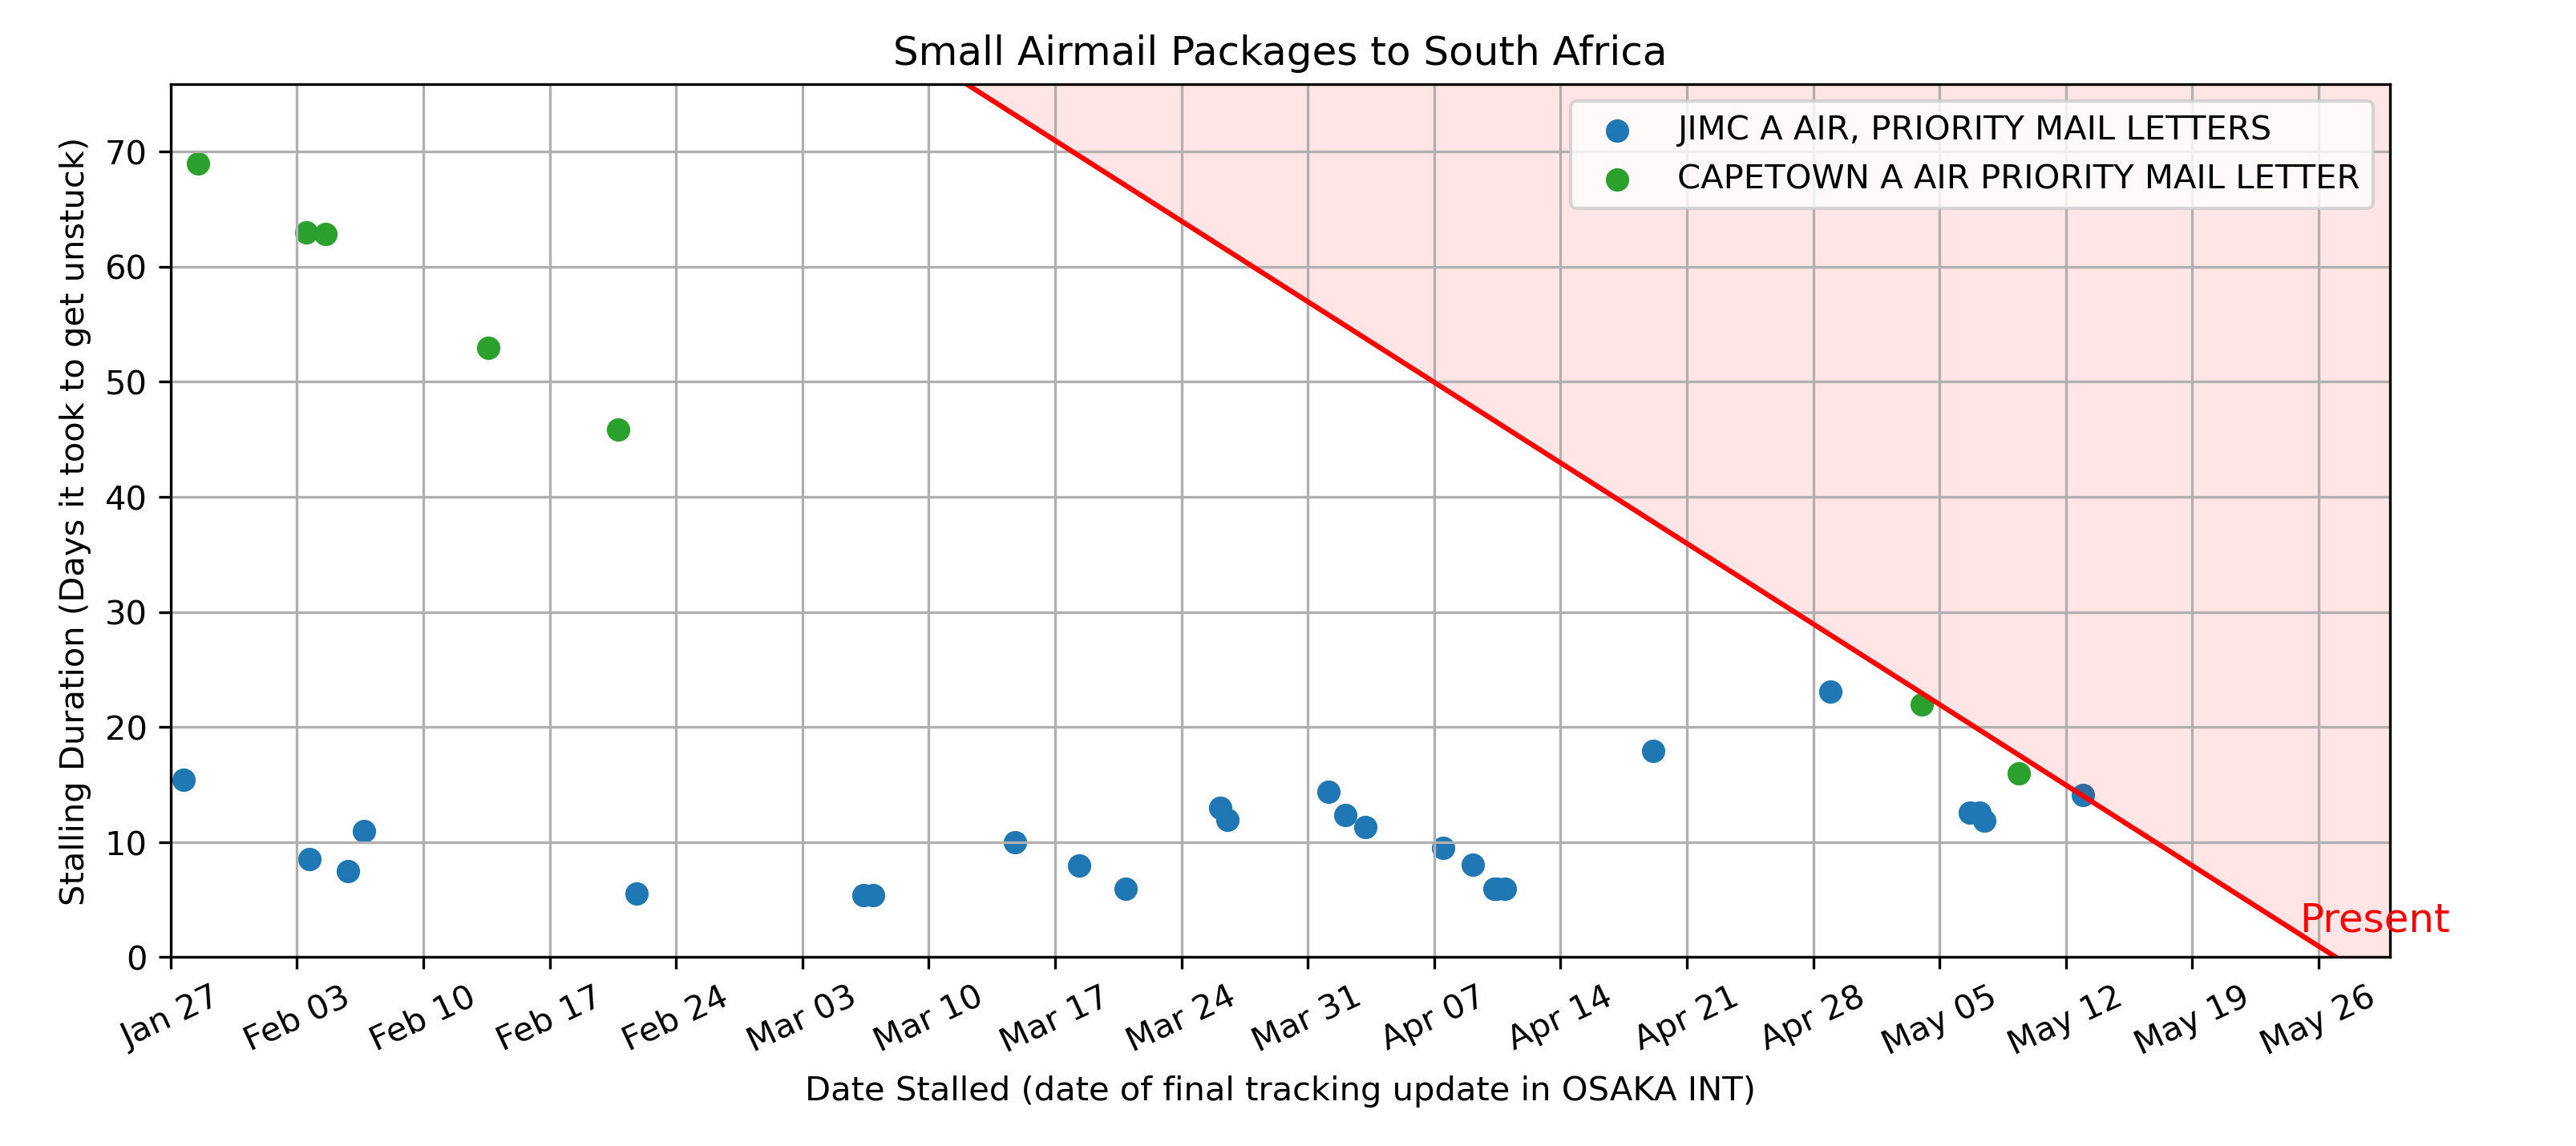 Small Airmail Packages to South Africa
JIMC A AIR, PRIORITY MAIL LETTERS
CAPETOWN A AIR PRIORITY MAIL LETTER
Stalling Duration (Days it took to get unstuck)
70
60
50
40
30
20
10
0
Present
Jan 27
Feb 03
Feb 10
Feb 17
Feb 24
Mar 03
Mar 10
Mar 17
Mar 24
Mar 31
Apr 07
Apr 14
Apr 21
Apr 28
May 05
May 12
May 19
May 26
Date Stalled (date of final tracking update in OSAKA INT)